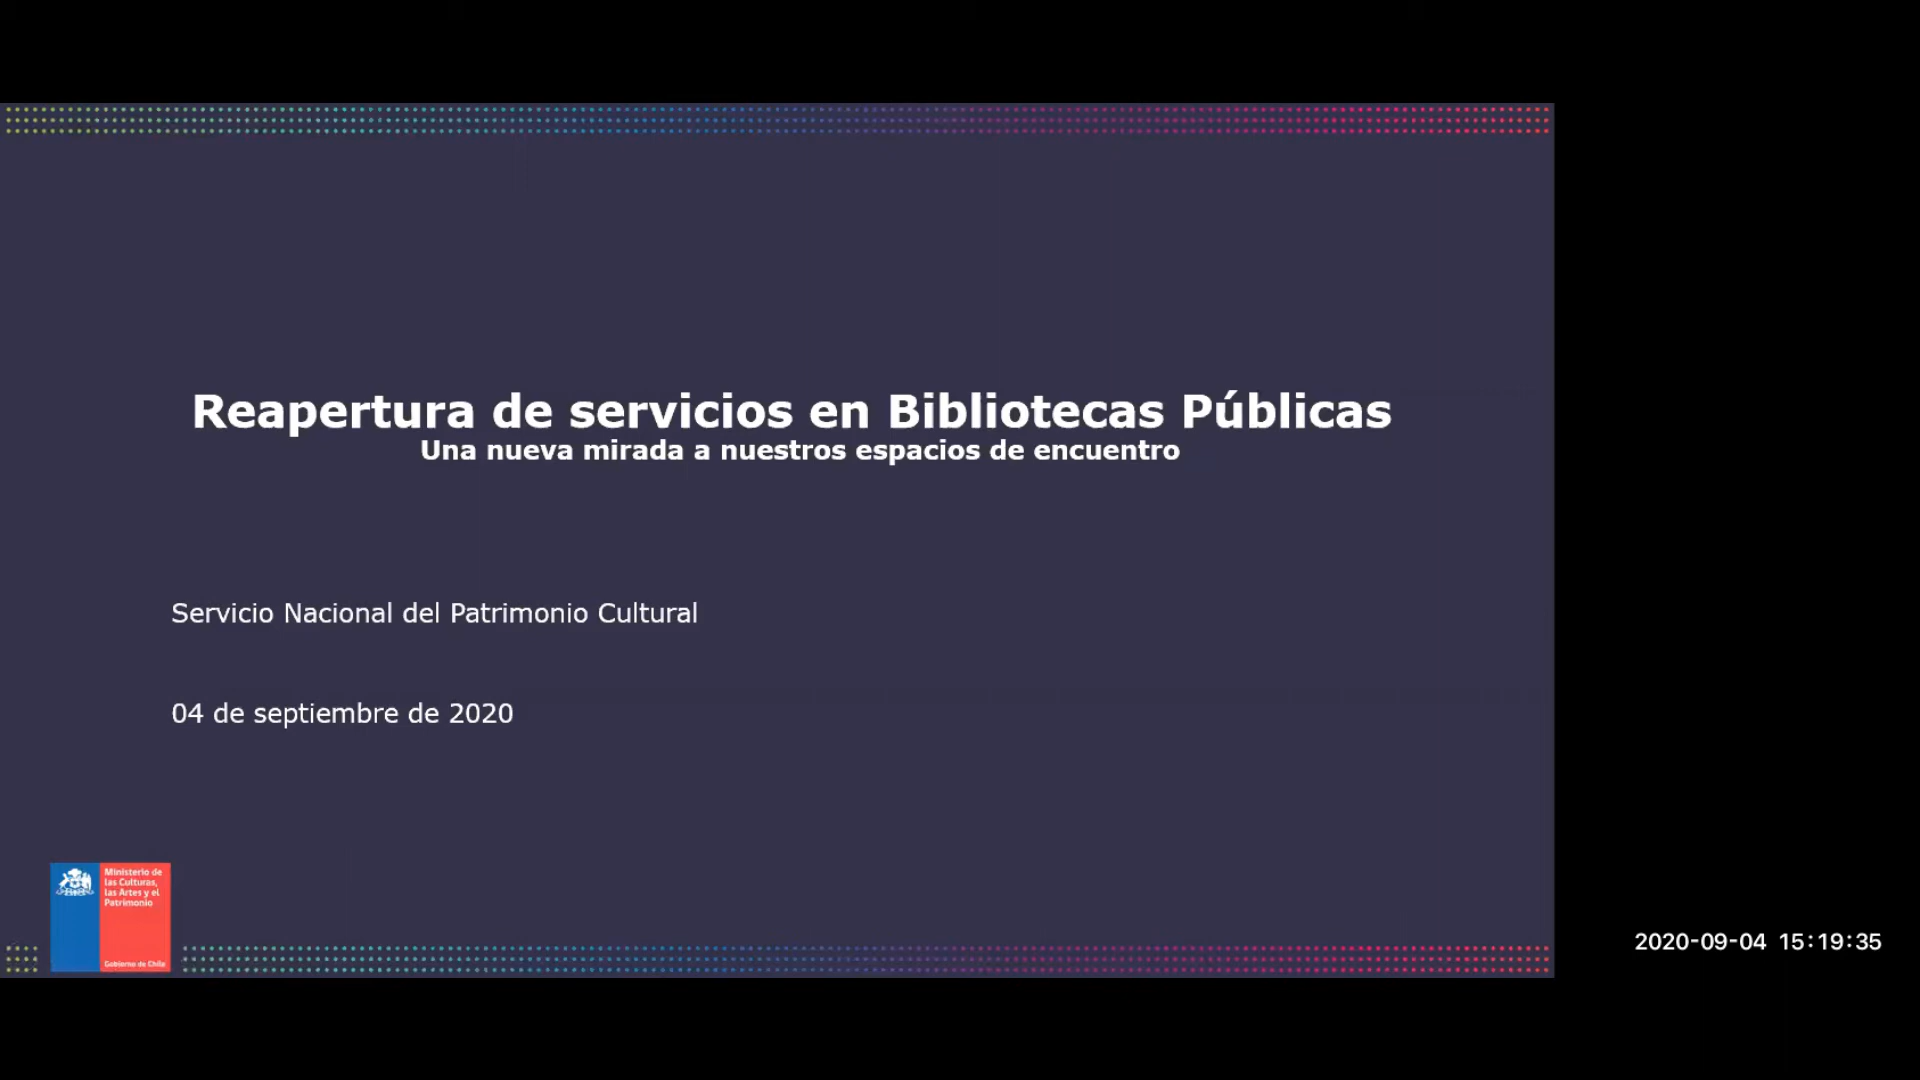 Reapertura de servicios en Bibliotecas Públicas
Una nueva mirada a nuestros espacios de encuentro
Servicio Nacional del Patrimonio Cultural
04 de septiembre de 2020
Ministerio de
las Culturas,
las Artes y el
Patrimonio
Gobierno de Chile
2020-09-04 15:19:35